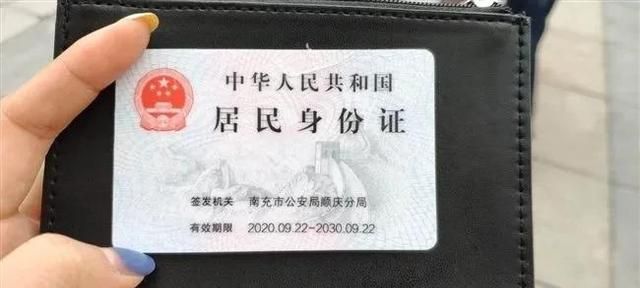 中华人民共和国
居民身份证
签发机关 南充市公安局顺庆分局
有效期限 2020.09.22-2030.09.22